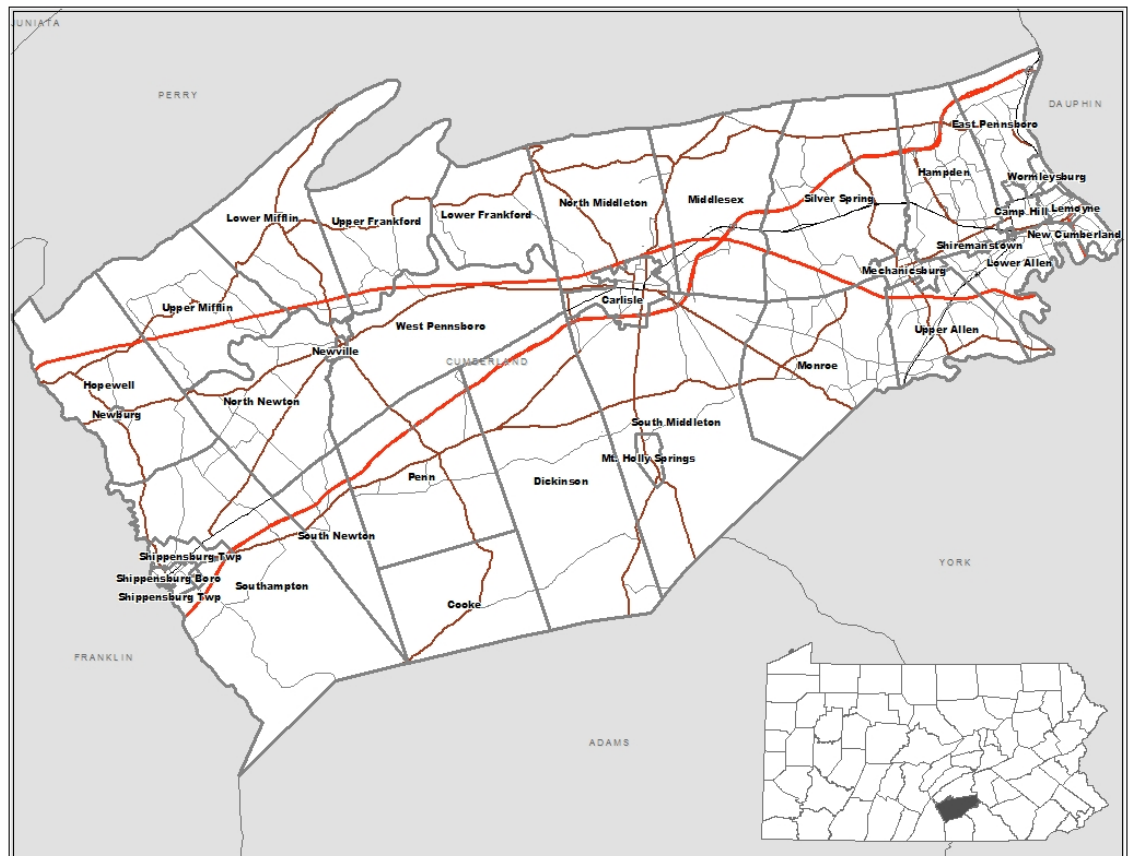 JUNIATA
PERRY
DAUPHIN
East Pennsboro
Hampden
Wormleysburg
Lower Mifflin
Upper Frankford
Lower Frankford
North Middleton
Middlesex
Silver Spring
Camp Hill
Lemoyne
New Cumberland
Shiremanstown
Lower Allen
Mechanicsburg
Upper Mifflin
Carlisle
West Pennsboro
Upper Allen
Newville
CUMBERLAND
Monroe
Hopewell
North Newton
Newburg
South Middleton
Mt. Holly Springs
Penn
Dickinson
South Newton
Shippensburg Twp
YORK
Shippensburg Boro
Southampton
Shippensburg Twp
Cooke
FRANKLIN
ADAMS